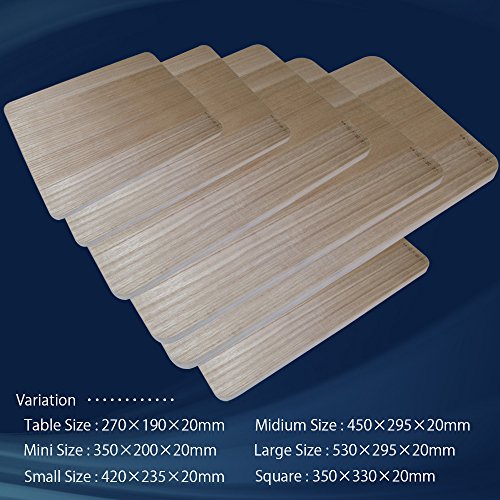 Variation ············
Table Size : 270×190×20mm
Mini Size : 350×200×20mm
Small Size : 420×235×20mm
Midium Size : 450×295×20mm
Large Size : 530×295×20mm
Square : 350×330×20mm